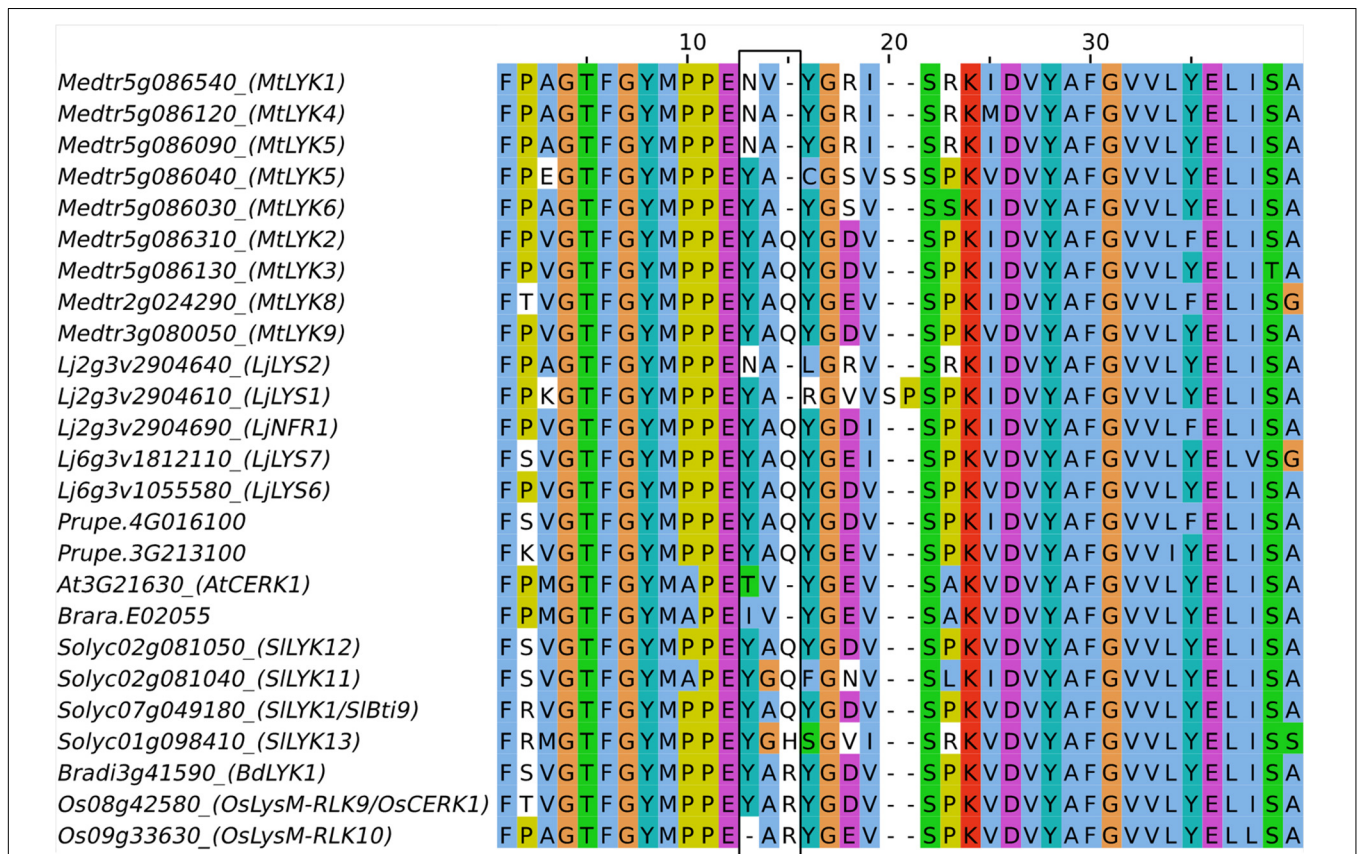 10 20 30
Medtr5g086540_(MtLYK1) FPAGTFGYMPPENV-YGRI--SRKIDVYAFGVVLYELISA
Medtr5g086120_(MtLYK4) FPAGTFGYMPPENA-YGRI--SRKMDVYAFGVVLYELISA
Medtr5g086090_(MtLYK5) FPAGTFGYMPPENA-YGRI--SRKIDVYAFGVVLYELISA
Medtr5g086040_(MtLYK5) FPEGTFGYMPPEYA-CGSVSSSPKVDVYAFGVVLYELISA
Medtr5g086030_(MtLYK6) FPAGTFGYMPPEYA-YGSV--SSKIDVYAFGVVLYELISA
Medtr5g086310_(MtLYK2) FPVGTFGYMPPEYAQYGDV--SPKIDVYAFGVVLFELISA
Medtr5g086130_(MtLYK3) FPVGTFGYMPPEYAQYGDV--SPKIDVYAFGVVLYELITA
Medtr2g024290_(MtLYK8) FTVGTFGYMPPEYAQYGEV--SPKIDVYAFGVVLFELISG
Medtr3g080050_(MtLYK9) FPVGTFGYMPPEYAQYGDV--SPKVDVYAFGVVLYELISA
Lj2g3v2904640_(LjLYS2) FPAGTFGYMPPENA-LGRV--SRKIDVYAFGVVLYELISA
Lj2g3v2904610_(LjLYS1) FPKGTFGYMPPEYA-RGVVSPSPKIDVYAFGVVLYELISA
Lj2g3v2904690_(LjNFR1) FPVGTFGYMPPEYAQYGDI--SPKIDVYAFGVVLFELISA
Lj6g3v1812110_(LjLYS7) FSVGTFGYMPPEYAQYGEI--SPKVDVYAFGVVLYELVSG
Lj6g3v1055580_(LjLYS6) FPVGTFGYMPPEYAQYGDV--SPKVDVYAFGVVLYELISA
Prupe.4G016100 FSVGTFGYMPPEYAQYGDV--SPKIDVYAFGVVLFELISA
Prupe.3G213100 FKVGTFGYMPPEYAQYGEV--SPKVDVYAFGVVIYELISA
At3G21630_(AtCERK1) FPMGTFGYMAPETV-YGEV--SAKVDVYAFGVVLYELISA
Brara.E02055 FPMGTFGYMAPEIV-YGEV--SAKVDVYAFGVVLYELISA
Solyc02g081050_(SlLYK12) FSVGTFGYMPPEYAQYGDV--SPKVDVYAFGVVLYELISA
Solyc02g081040_(SlLYK11) FSVGTFGYMAPEYGQFGNV--SLKIDVYAFGVVLYELISA
Solyc07g049180_(SlLYK1/SlBti9) FRVGTFGYMPPEYAQYGDV--SPKVDVYAFGVVLYELISA
Solyc01g098410_(SlLYK13) FRMGTFGYMPPEYGHSGVI--SRKVDVYAFGVVLYELISS
Bradi3g41590_(BdLYK1) FSVGTFGYMPPEYARYGDV--SPKVDVYAFGVVLYELISA
Os08g42580_(OsLysM-RLK9/OsCERK1) FTVGTFGYMPPEYARYGDV--SPKVDVYAFGVVLYELISA
Os09g33630_(OsLysM-RLK10) FPAGTFGYMPPE-ARYGEV--SPKVDVYAFGVVLYELLSA